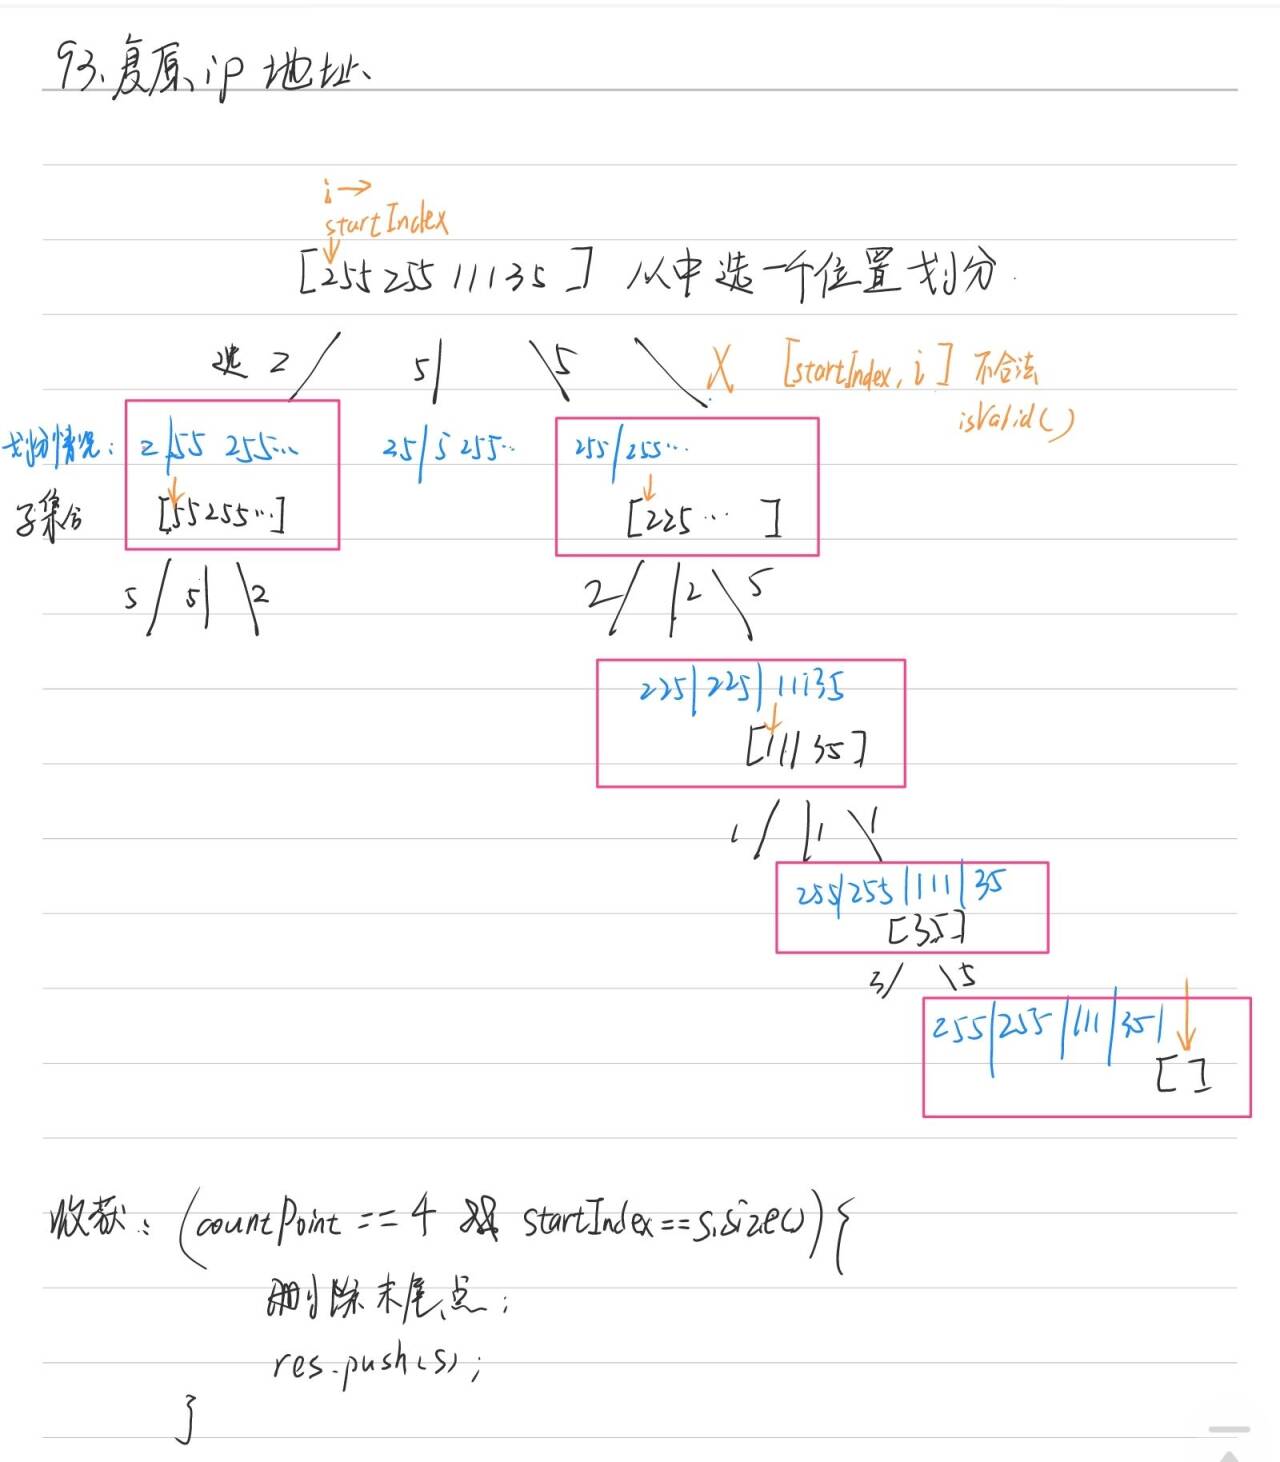 93.复原ip地址
i→
startIndex
[255 255 11135] 从中选一个位置划分.
选 2/ 5| \5 \ X [startIndex, i] 不合法
isValid()
划分情况: 2/55 255... 25/5 255... 255/255...
子集合 [55255...] [225... ]
5/ 5| \2 2/ |2 \5
225|225|11135
[11135]
1/ |1 \1
255/255|111|35
[35]
3/ \5
255|255|111|35|
[]
收获: (countPoint == 4 && startIndex==s.size()) {
删除末尾点;
res.push(s);
}